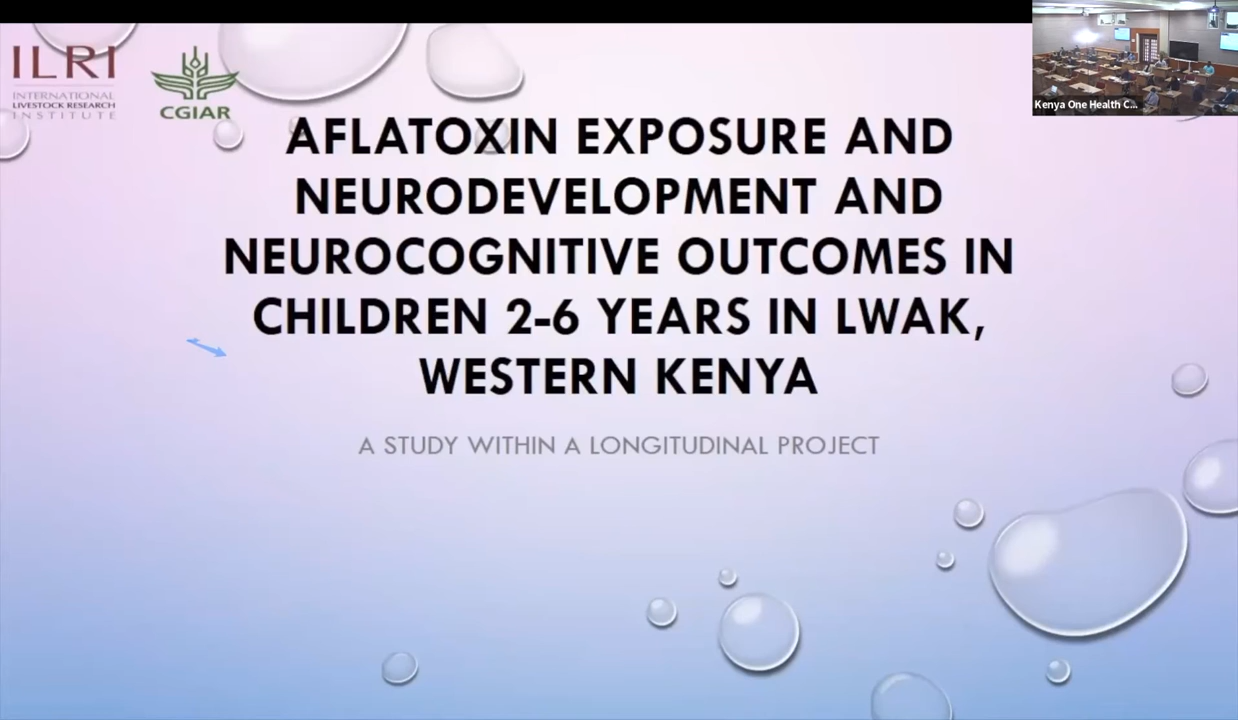 ILRI
INTERNATIONAL
LIVESTOCK RESEARCH
INSTITUTE
CGIAR
Kenya One Health C...
AFLATOXIN EXPOSURE AND
NEURODEVELOPMENT AND
NEUROCOGNITIVE OUTCOMES IN
CHILDREN 2-6 YEARS IN LWAK,
WESTERN KENYA
A STUDY WITHIN A LONGITUDINAL PROJECT